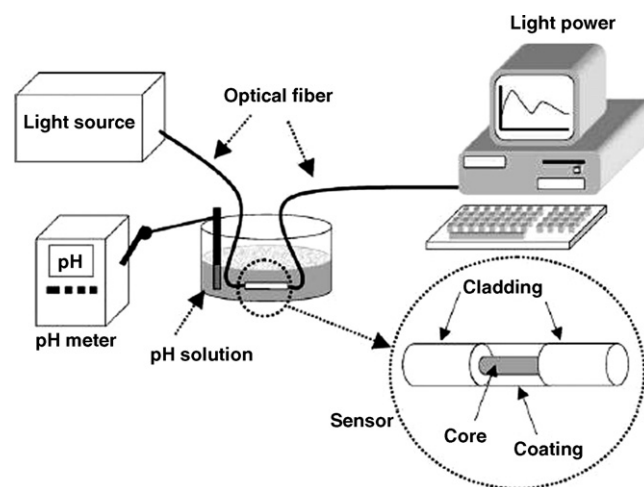 Light power
Optical fiber
Light source
pH
pH meter
pH solution
Cladding
Sensor
Core
Coating